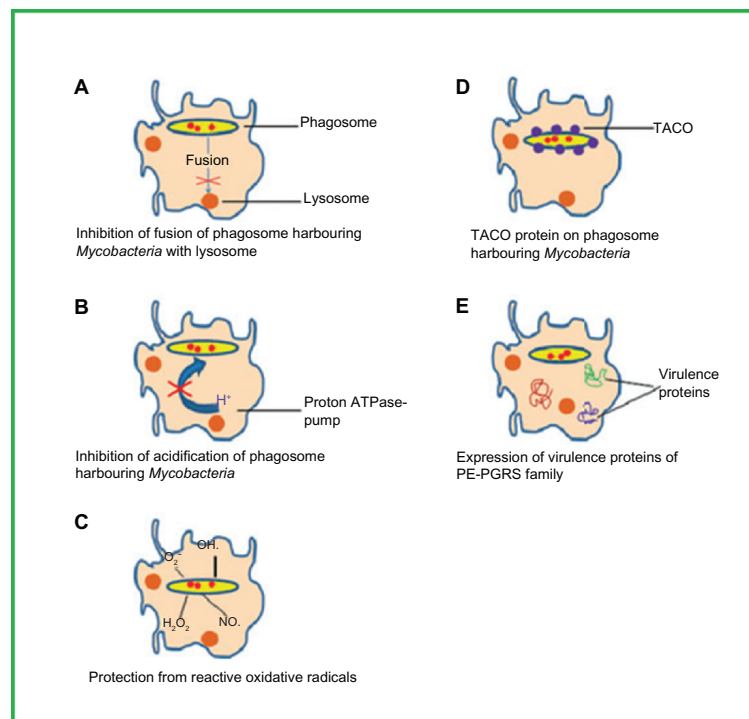 A
Phagosome
Fusion
Lysosome
Inhibition of fusion of phagosome harbouring
Mycobacteria with lysosome
B
H⁺
Proton ATPase-
pump
Inhibition of acidification of phagosome
harbouring Mycobacteria
C
O₂⁻
OH.
H₂O₂
NO.
Protection from reactive oxidative radicals
D
TACO
TACO protein on phagosome
harbouring Mycobacteria
E
Virulence
proteins
Expression of virulence proteins of
PE-PGRS family